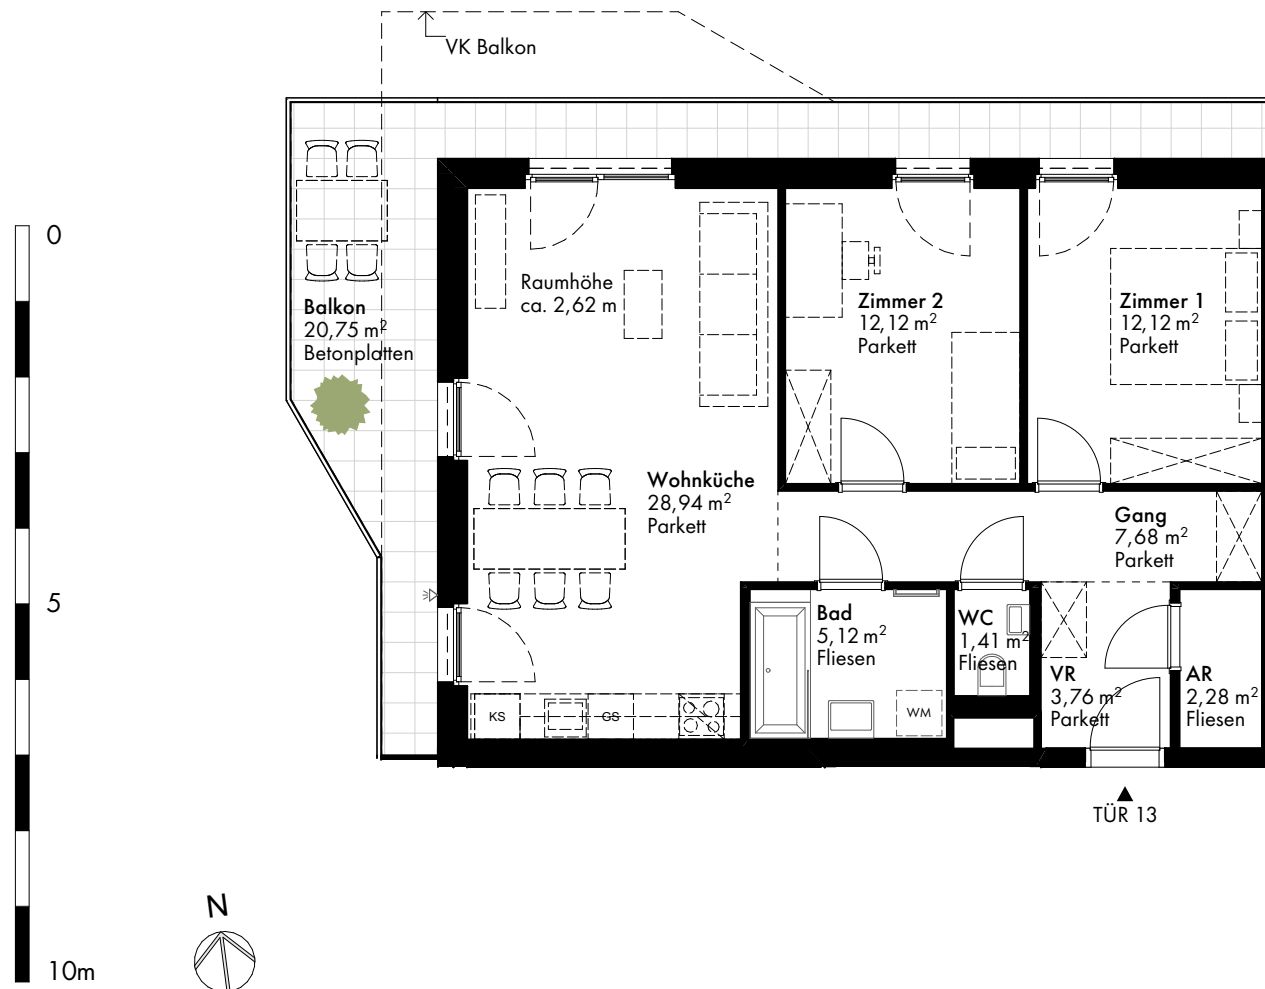 VK Balkon
0
5
10m
Balkon
20,75 m²
Betonplatten
Raumhöhe
ca. 2,62 m
Zimmer 2
12,12 m²
Parkett
Zimmer 1
12,12 m²
Parkett
Wohnküche
28,94 m²
Parkett
Gang
7,68 m²
Parkett
Bad
5,12 m²
Fliesen
WC
1,41 m²
Fliesen
VR
3,76 m²
Parkett
AR
2,28 m²
Fliesen
KS
GS
WM
TÜR 13
N